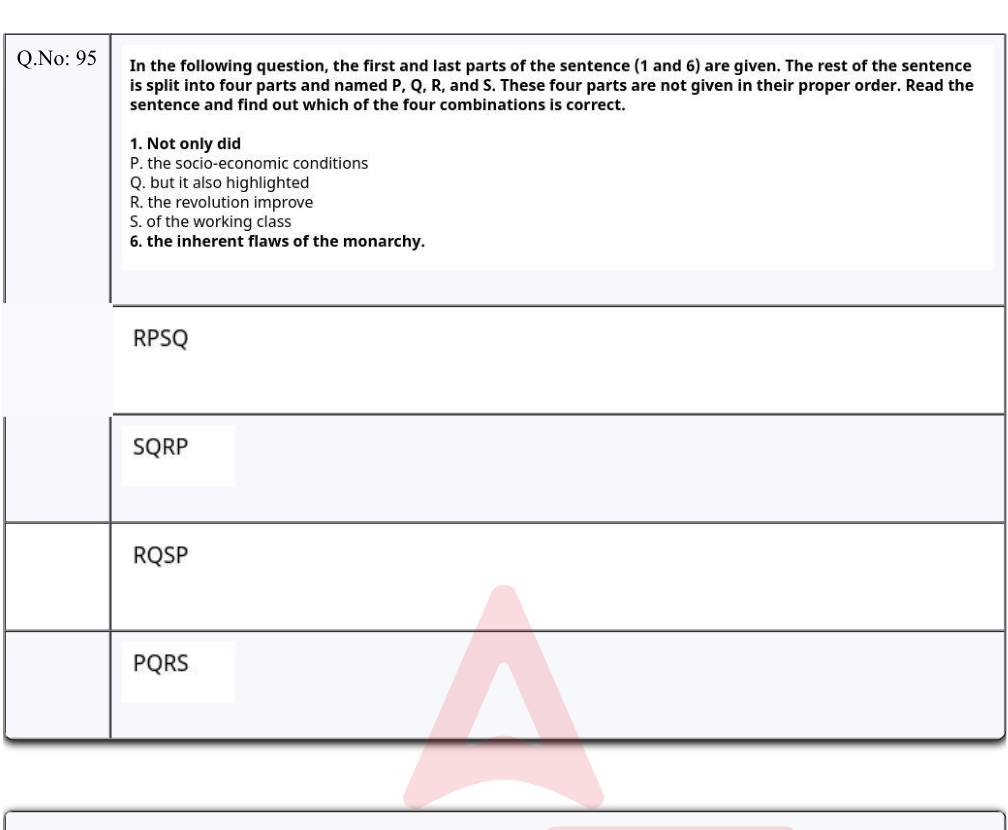 Q.No: 95
In the following question, the first and last parts of the sentence (1 and 6) are given. The rest of the sentence
is split into four parts and named P, Q, R, and S. These four parts are not given in their proper order. Read the
sentence and find out which of the four combinations is correct.
1. Not only did
P. the socio-economic conditions
Q. but it also highlighted
R. the revolution improve
S. of the working class
6. the inherent flaws of the monarchy.
RPSQ
SQRP
RQSP
PQRS